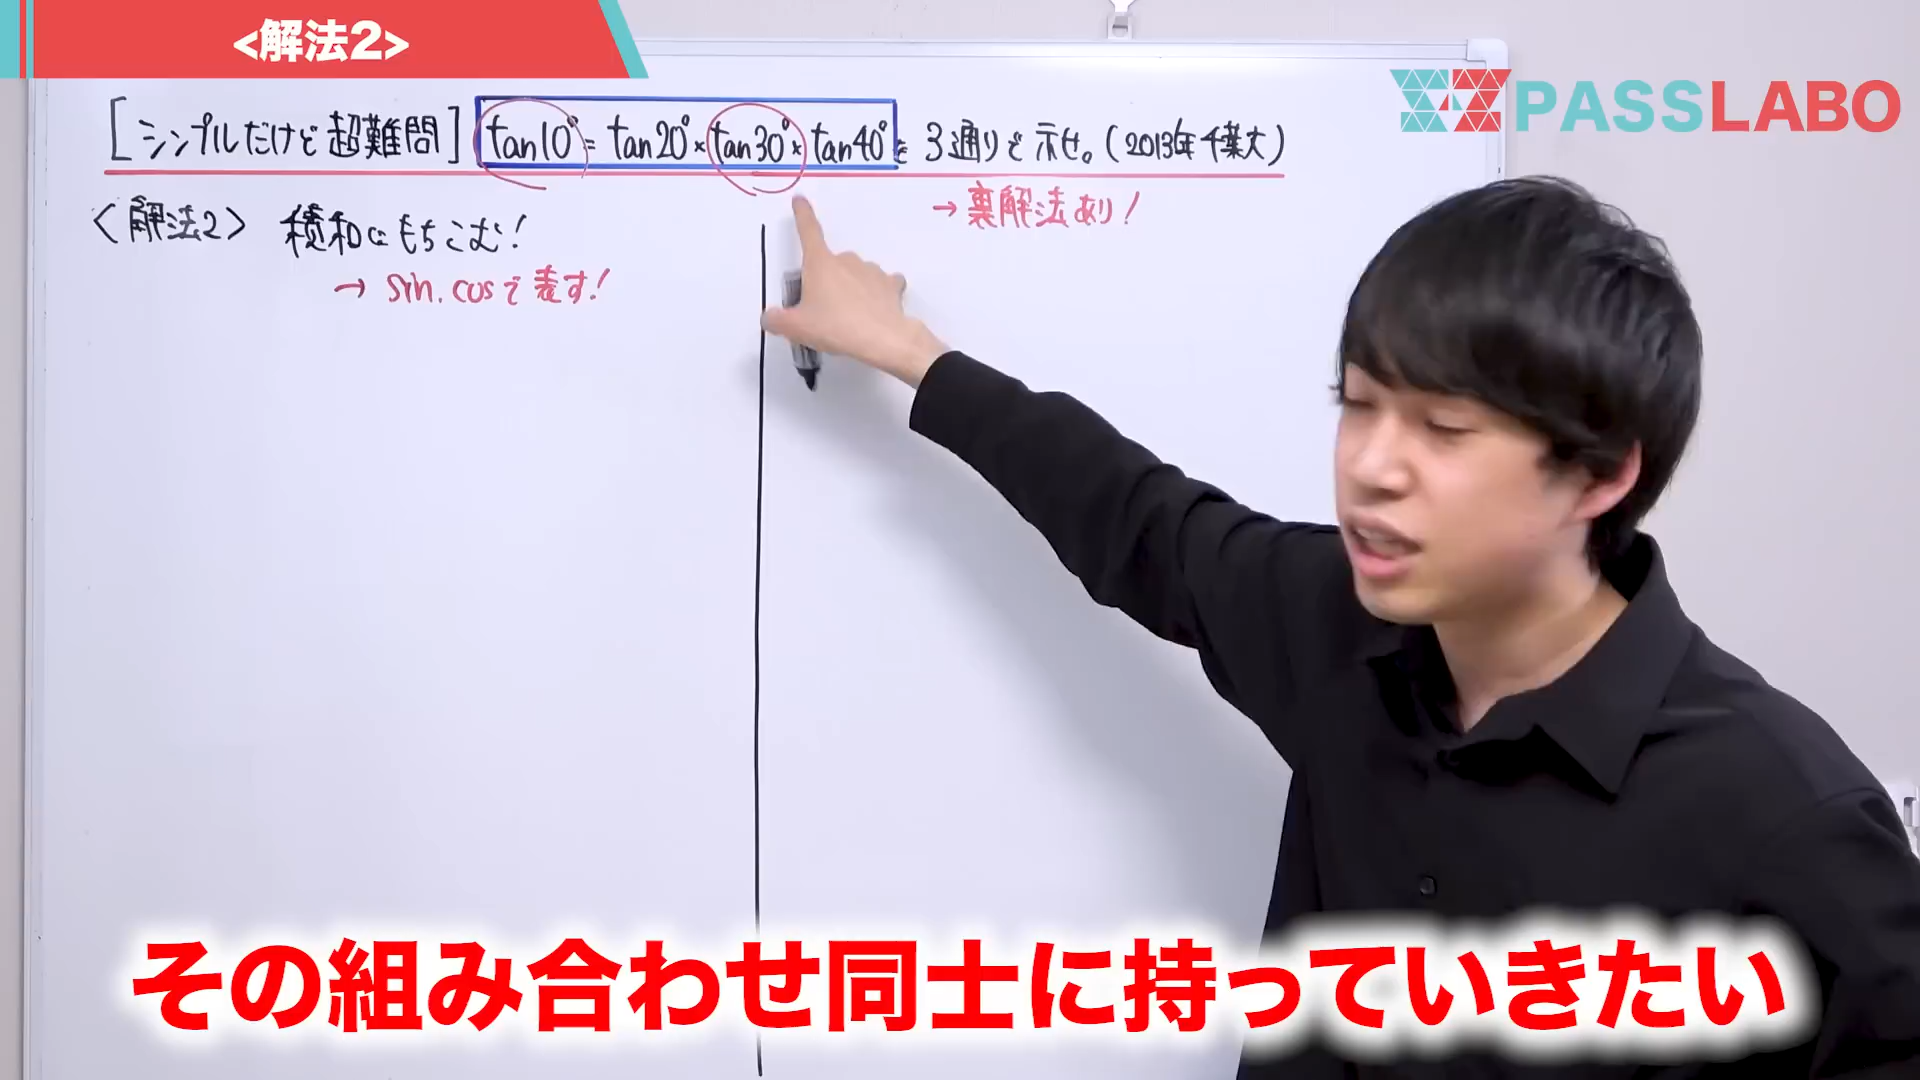 <解法2>
PASSLABO
[シンプルだけど超難問] tan10°= tan20°×tan30°×tan40°を3通りで示せ。(2013年千葉大)
→裏解法あり!
<解法2> 積和にもちこむ!
→ sin, cosで表す!
その組み合わせ同士に持っていきたい